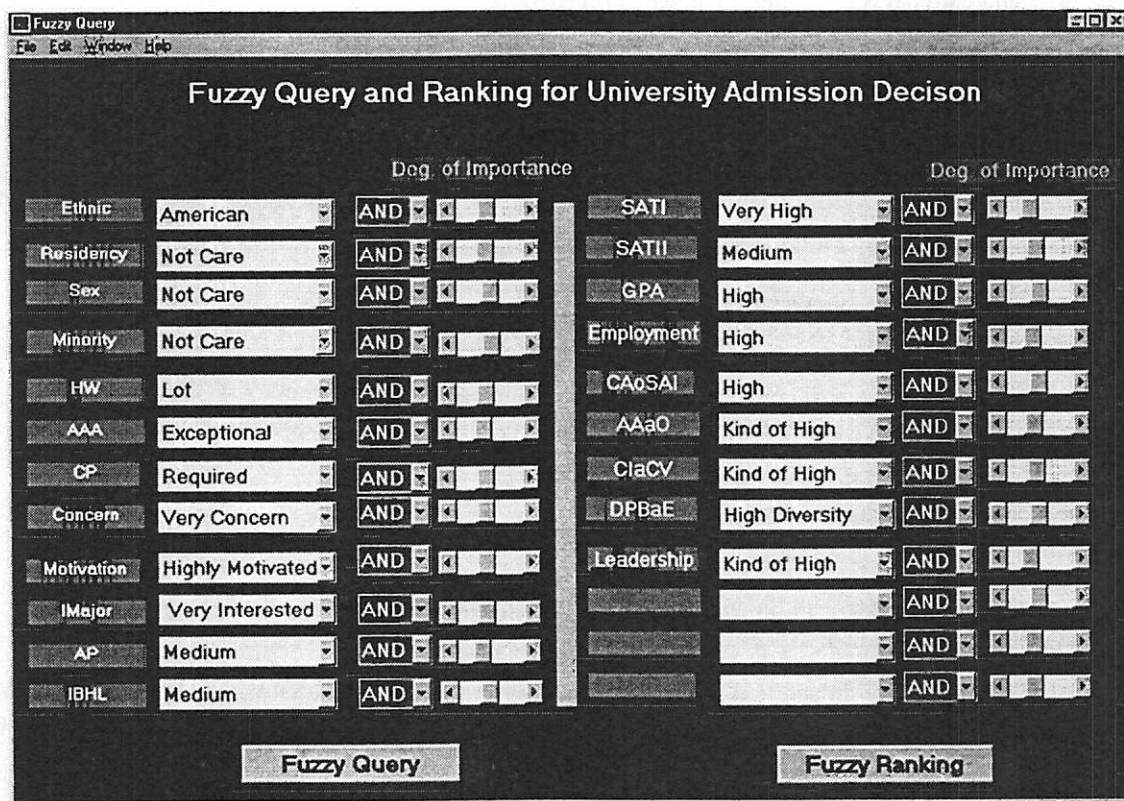 Fuzzy Query
File Edit Window Help
Fuzzy Query and Ranking for University Admission Decison
Deg. of Importance
Deg. of Importance
Ethnic American AND
SATI Very High AND
Residency Not Care AND
SATII Medium AND
Sex Not Care AND
GPA High AND
Minority Not Care AND
Employment High AND
HW Lot AND
CAoSAI High AND
AAA Exceptional AND
AAaO Kind of High AND
CP Required AND
CIaCV Kind of High AND
Concern Very Concern AND
DPBaE High Diversity AND
Motivation Highly Motivated AND
Leadership Kind of High AND
IMajor Very Interested AND
AND
AP Medium AND
AND
IBHL Medium AND
AND
Fuzzy Query
Fuzzy Ranking